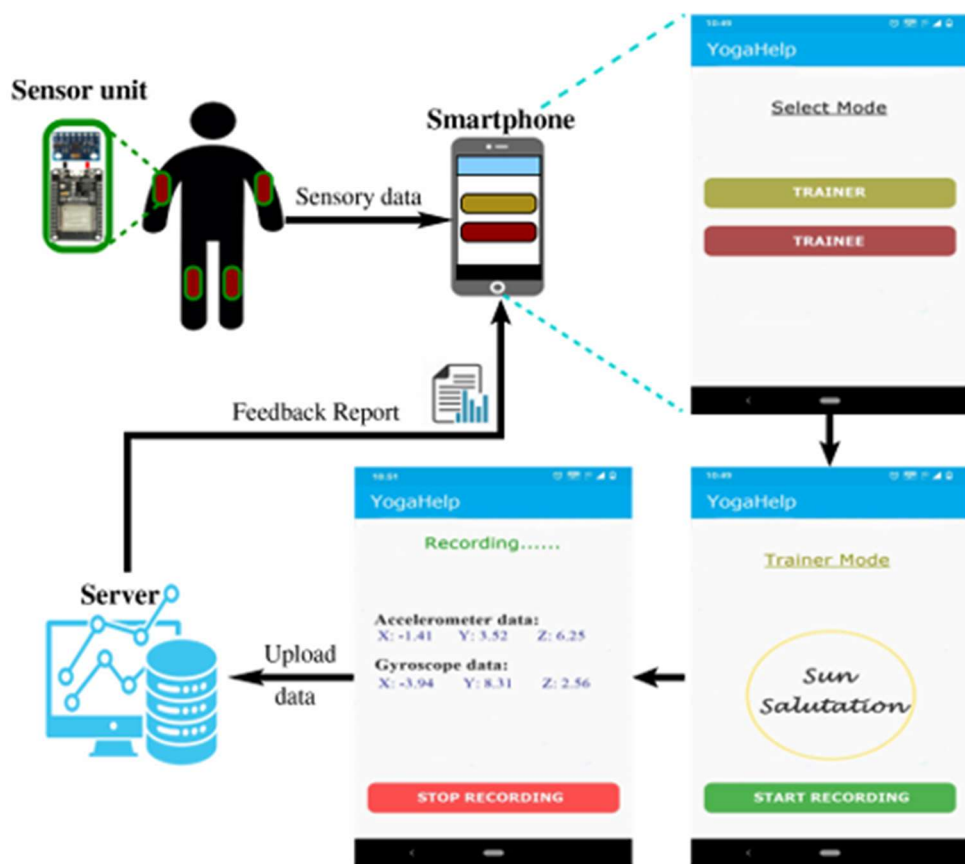 Sensor unit
Sensory data
Smartphone
10:49
YogaHelp
Select Mode
TRAINER
TRAINEE
Feedback Report
10:49
YogaHelp
Trainer Mode
Sun
Salutation
START RECORDING
10:51
YogaHelp
Recording......
Accelerometer data:
X: -1.41 Y: 3.52 Z: 6.25
Gyroscope data:
X: -3.94 Y: 8.31 Z: 2.56
STOP RECORDING
Upload
data
Server